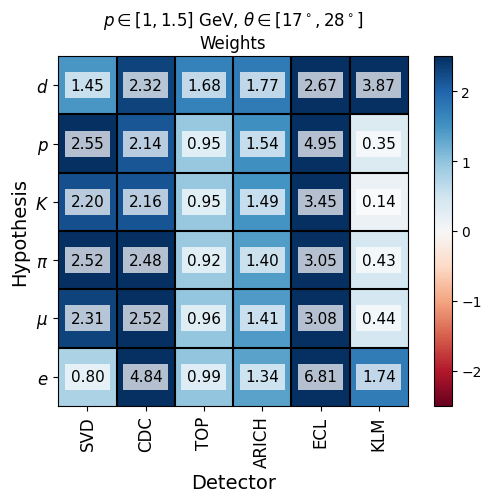 p ∈ [1, 1.5] GeV, θ ∈ [17°, 28°]
Weights
Hypothesis
d 1.45 2.32 1.68 1.77 2.67 3.87
p 2.55 2.14 0.95 1.54 4.95 0.35
K 2.20 2.16 0.95 1.49 3.45 0.14
π 2.52 2.48 0.92 1.40 3.05 0.43
μ 2.31 2.52 0.96 1.41 3.08 0.44
e 0.80 4.84 0.99 1.34 6.81 1.74
SVD CDC TOP ARICH ECL KLM
Detector
2
1
0
−1
−2